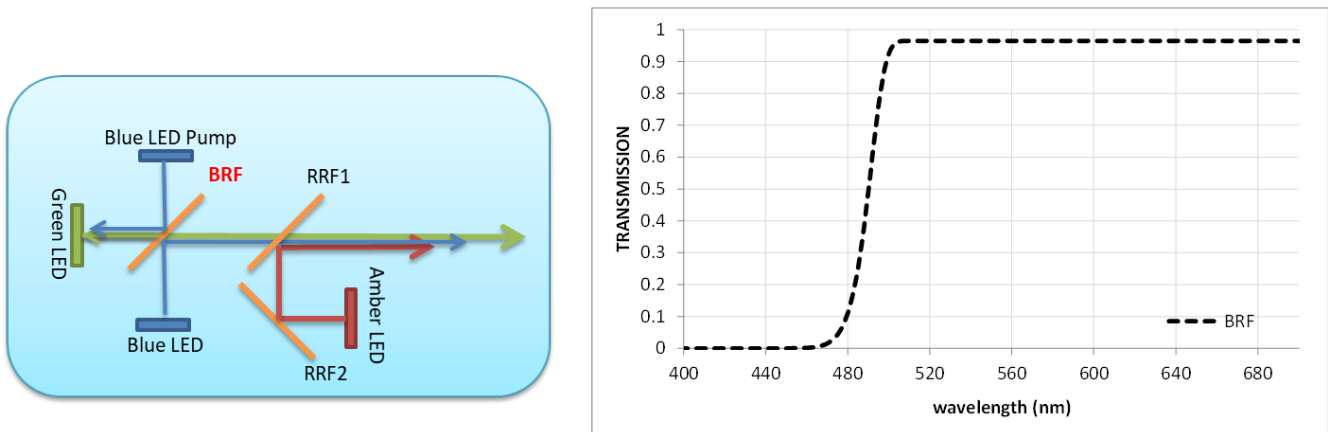 Blue LED Pump
BRF
RRF1
Green LED
Amber LED
Blue LED
RRF2
TRANSMISSION
1
0.9
0.8
0.7
0.6
0.5
0.4
0.3
0.2
0.1
0
BRF
400 440 480 520 560 600 640 680
wavelength (nm)